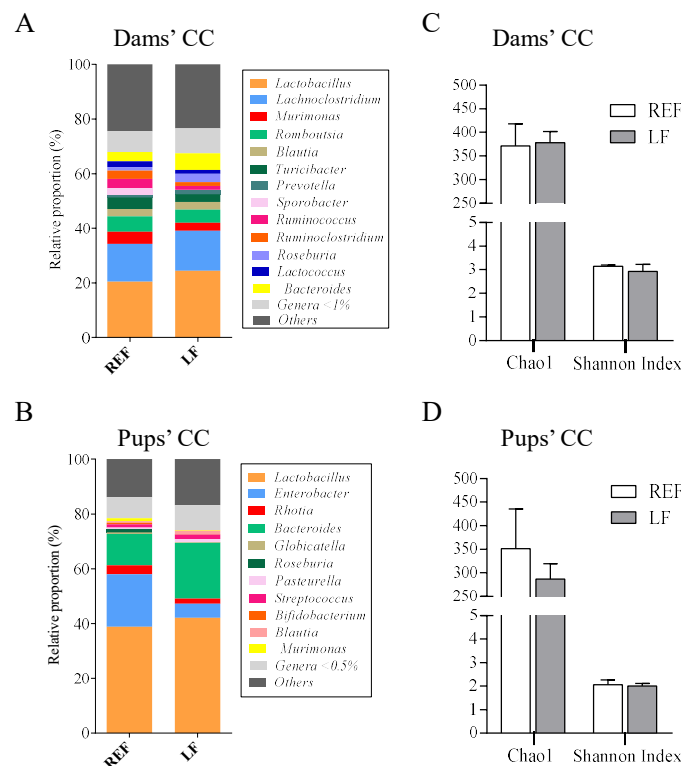 A
Dams’ CC
Relative proportion (%)
100
80
60
40
20
0
REF
LF
Lactobacillus
Lachnoclostridium
Murimonas
Romboutsia
Blautia
Turicibacter
Prevotella
Sporobacter
Ruminococcus
Ruminoclostridium
Roseburia
Lactococcus
Bacteroides
Genera <1%
Others
C
Dams’ CC
500
450
400
350
300
250
200
5
4
3
2
1
0
REF
LF
Chao1
Shannon Index
B
Pups’ CC
Relative proportion (%)
100
80
60
40
20
0
REF
LF
Lactobacillus
Enterobacter
Rhotia
Bacteroides
Globicatella
Roseburia
Pasteurella
Streptococcus
Bifidobacterium
Blautia
Murimonas
Genera <0.5%
Others
D
Pups’ CC
500
450
400
350
300
250
5
4
3
2
1
0
REF
LF
Chao1
Shannon Index